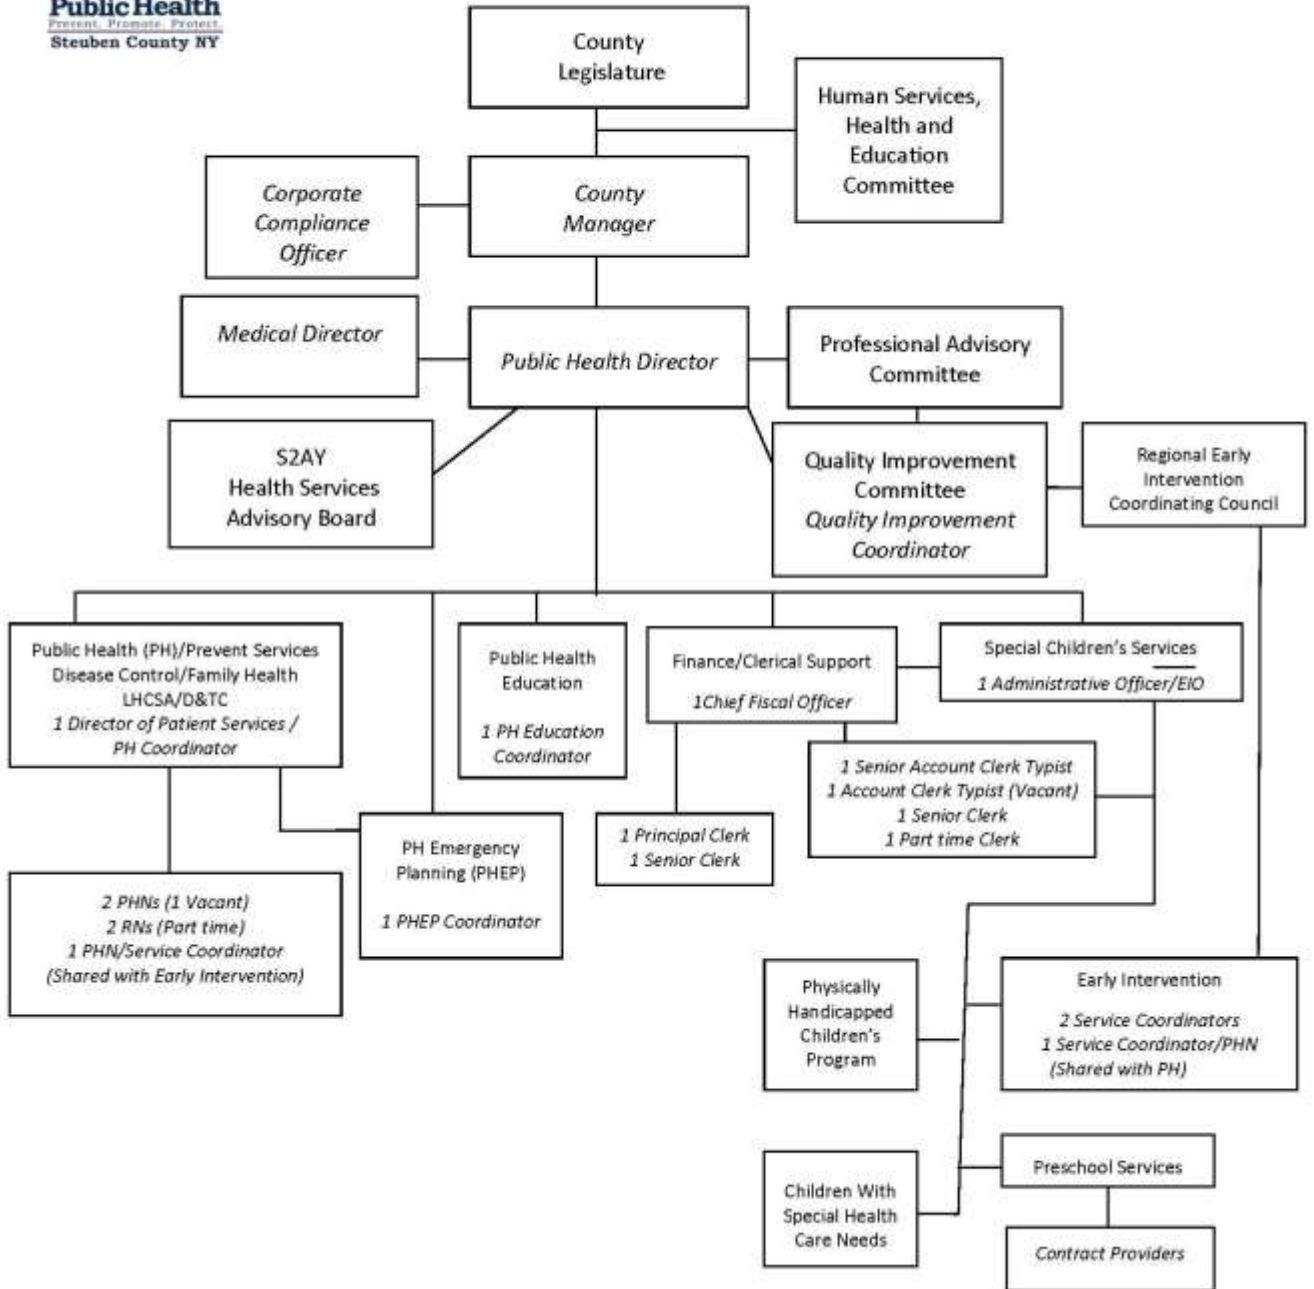 Public Health
Prevent. Promote. Protect.
Steuben County NY
County
Legislature
Human Services,
Health and
Education
Committee
Corporate
Compliance
Officer
County
Manager
Medical Director
Public Health Director
Professional Advisory
Committee
S2AY
Health Services
Advisory Board
Quality Improvement
Committee
Quality Improvement
Coordinator
Regional Early
Intervention
Coordinating Council
Public Health (PH)/Prevent Services
Disease Control/Family Health
LHCSA/D&TC
1 Director of Patient Services /
PH Coordinator
Public Health
Education
1 PH Education
Coordinator
Finance/Clerical Support
1Chief Fiscal Officer
Special Children's Services
1 Administrative Officer/EIO
1 Senior Account Clerk Typist
1 Account Clerk Typist (Vacant)
1 Senior Clerk
1 Part time Clerk
1 Principal Clerk
1 Senior Clerk
PH Emergency
Planning (PHEP)
1 PHEP Coordinator
2 PHNs (1 Vacant)
2 RNs (Part time)
1 PHN/Service Coordinator
(Shared with Early Intervention)
Physically
Handicapped
Children's
Program
Early Intervention
2 Service Coordinators
1 Service Coordinator/PHN
(Shared with PH)
Children With
Special Health
Care Needs
Preschool Services
Contract Providers